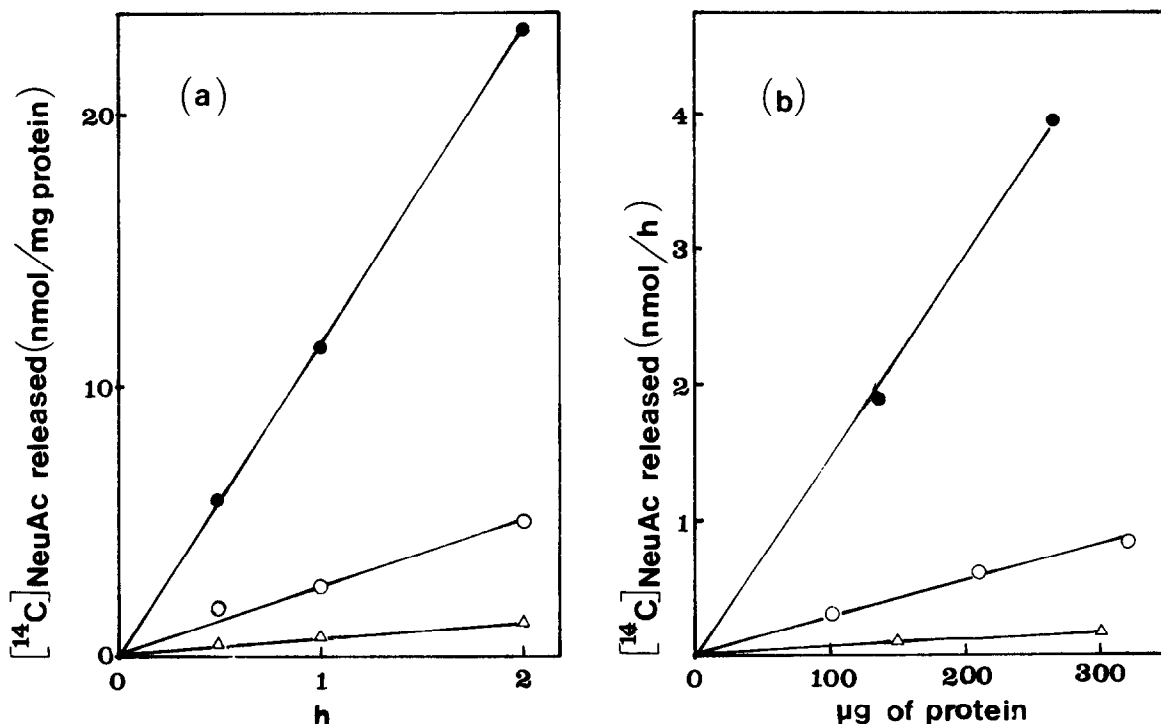 (a)
[14C]NeuAc released(nmol/mg protein)
20
10
0
0
1
2
h
(b)
[14C]NeuAc released(nmol/h)
4
3
2
1
0
100
200
300
µg of protein